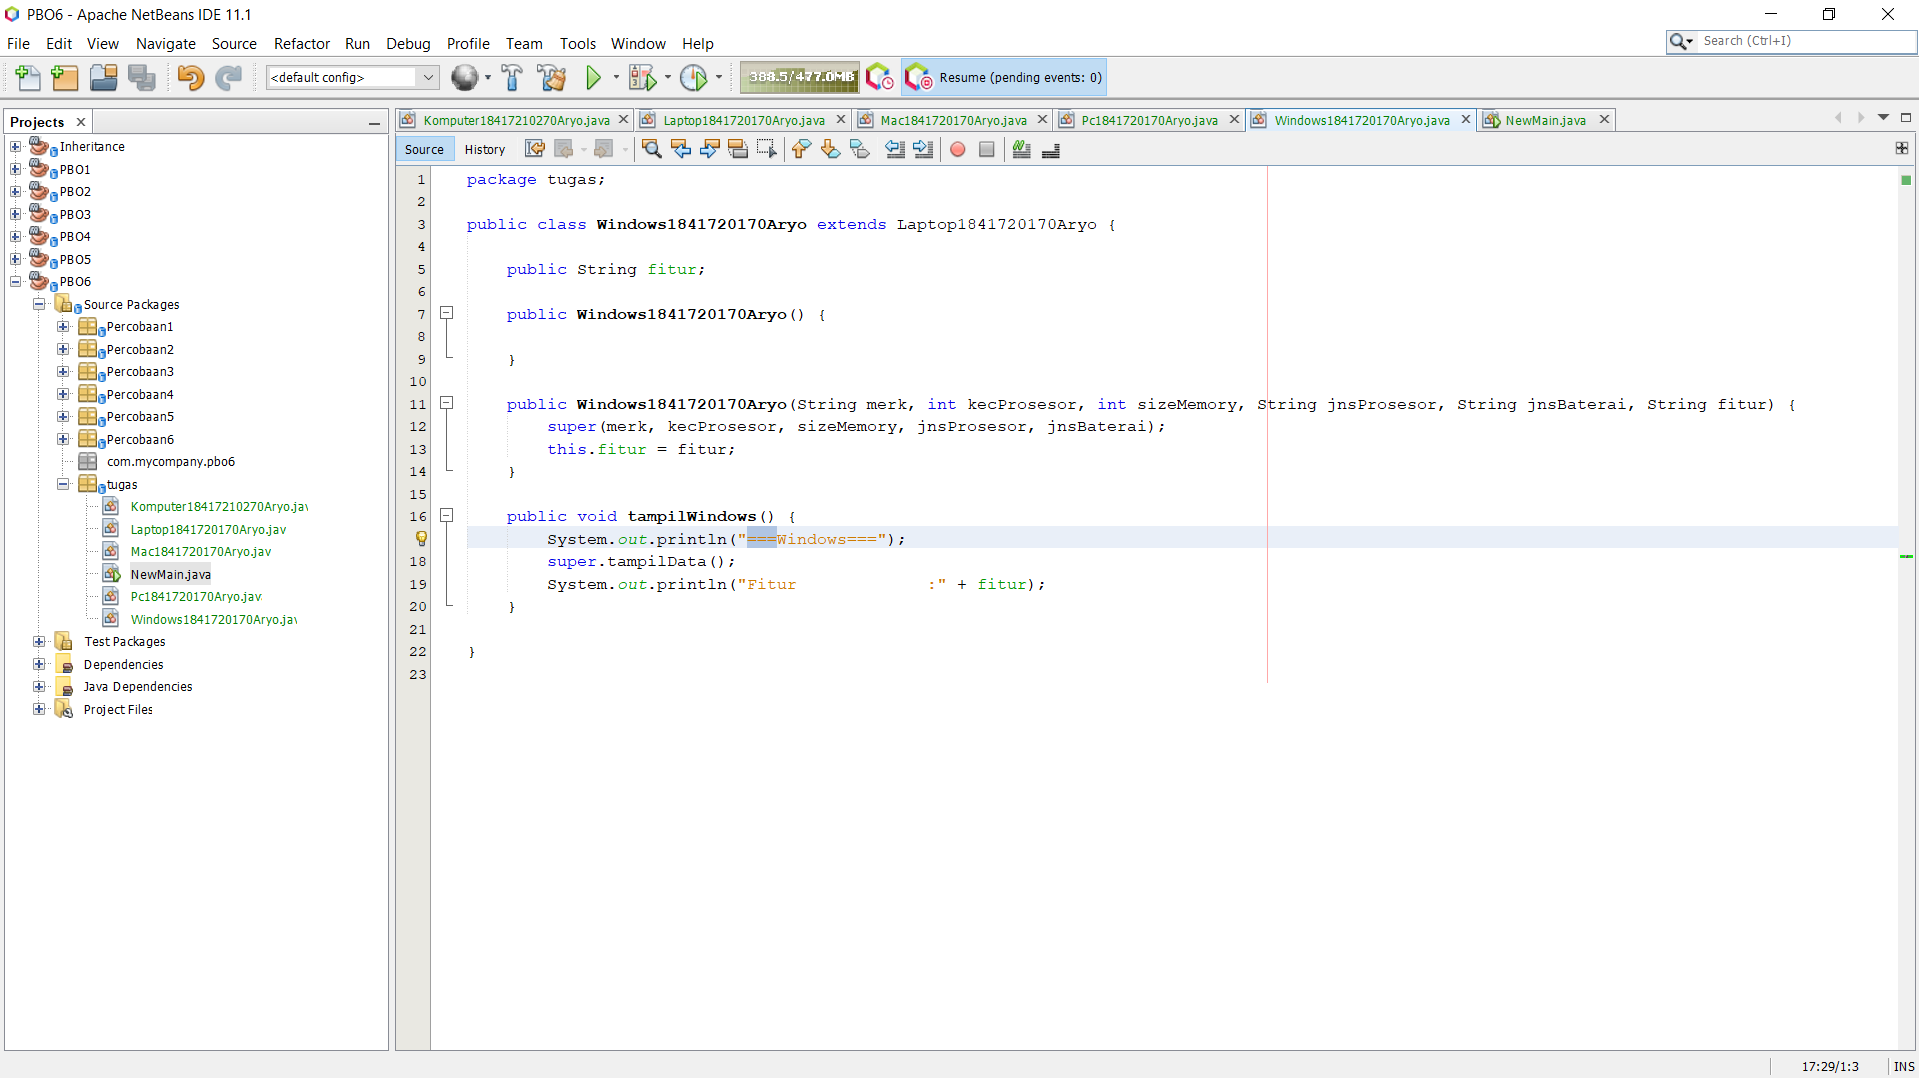 PBO6 - Apache NetBeans IDE 11.1
File Edit View Navigate Source Refactor Run Debug Profile Team Tools Window Help
Search (Ctrl+I)
<default config>
388.5/477.0MB
Resume (pending events: 0)
Projects
Komputer18417210270Aryo.java
Laptop1841720170Aryo.java
Mac1841720170Aryo.java
Pc1841720170Aryo.java
Windows1841720170Aryo.java
NewMain.java
Source History
Inheritance
PBO1
PBO2
PBO3
PBO4
PBO5
PBO6
Source Packages
Percobaan1
Percobaan2
Percobaan3
Percobaan4
Percobaan5
Percobaan6
com.mycompany.pbo6
tugas
Komputer18417210270Aryo.jav
Laptop1841720170Aryo.jav
Mac1841720170Aryo.jav
NewMain.java
Pc1841720170Aryo.jav
Windows1841720170Aryo.jav
Test Packages
Dependencies
Java Dependencies
Project Files
1 package tugas;
2
3 public class Windows1841720170Aryo extends Laptop1841720170Aryo {
4
5 public String fitur;
6
7 public Windows1841720170Aryo() {
8
9 }
10
11 public Windows1841720170Aryo(String merk, int kecProsesor, int sizeMemory, String jnsProsesor, String jnsBaterai, String fitur) {
12 super(merk, kecProsesor, sizeMemory, jnsProsesor, jnsBaterai);
13 this.fitur = fitur;
14 }
15
16 public void tampilWindows() {
System.out.println("===Windows===");
18 super.tampilData();
19 System.out.println("Fitur             :" + fitur);
20 }
21
22 }
23
17:29/1:3 INS